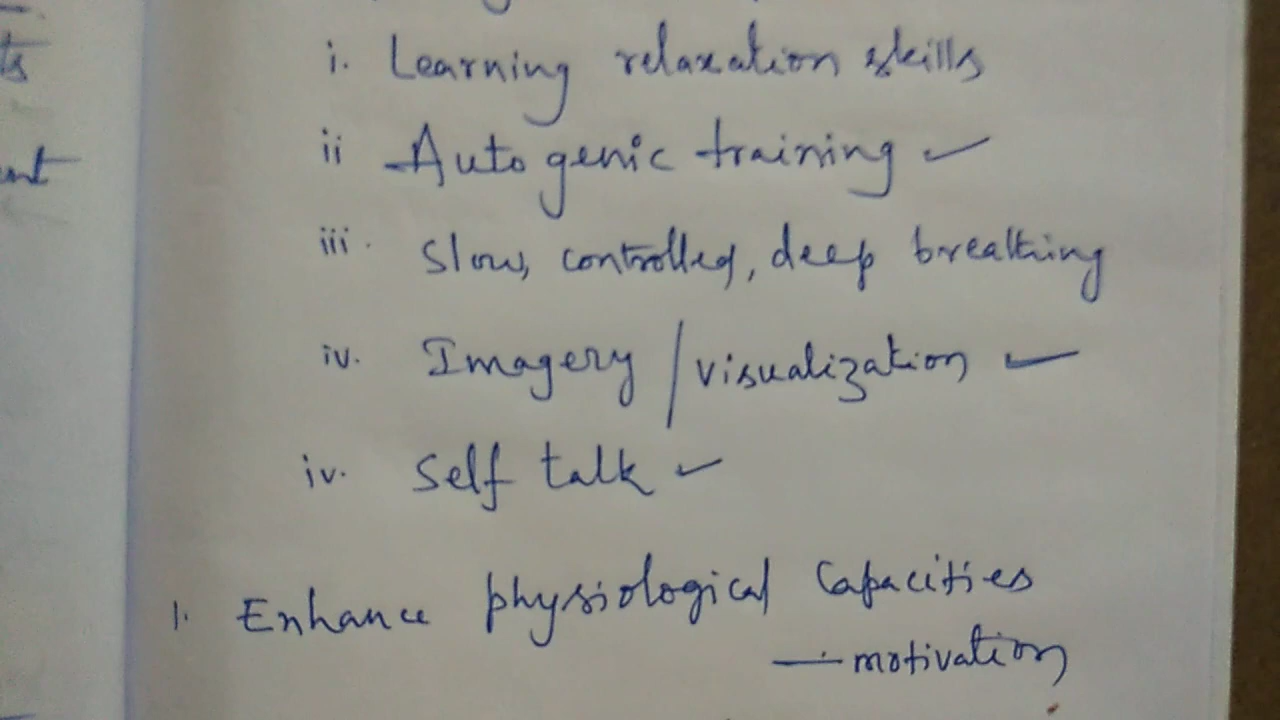 i. Learning relaxation skills
ii Autogenic training ✓
iii. Slow, controlled, deep breathing
iv. Imagery / visualization ✓
iv. Self talk ✓
1. Enhance physiological Capacities
— motivation